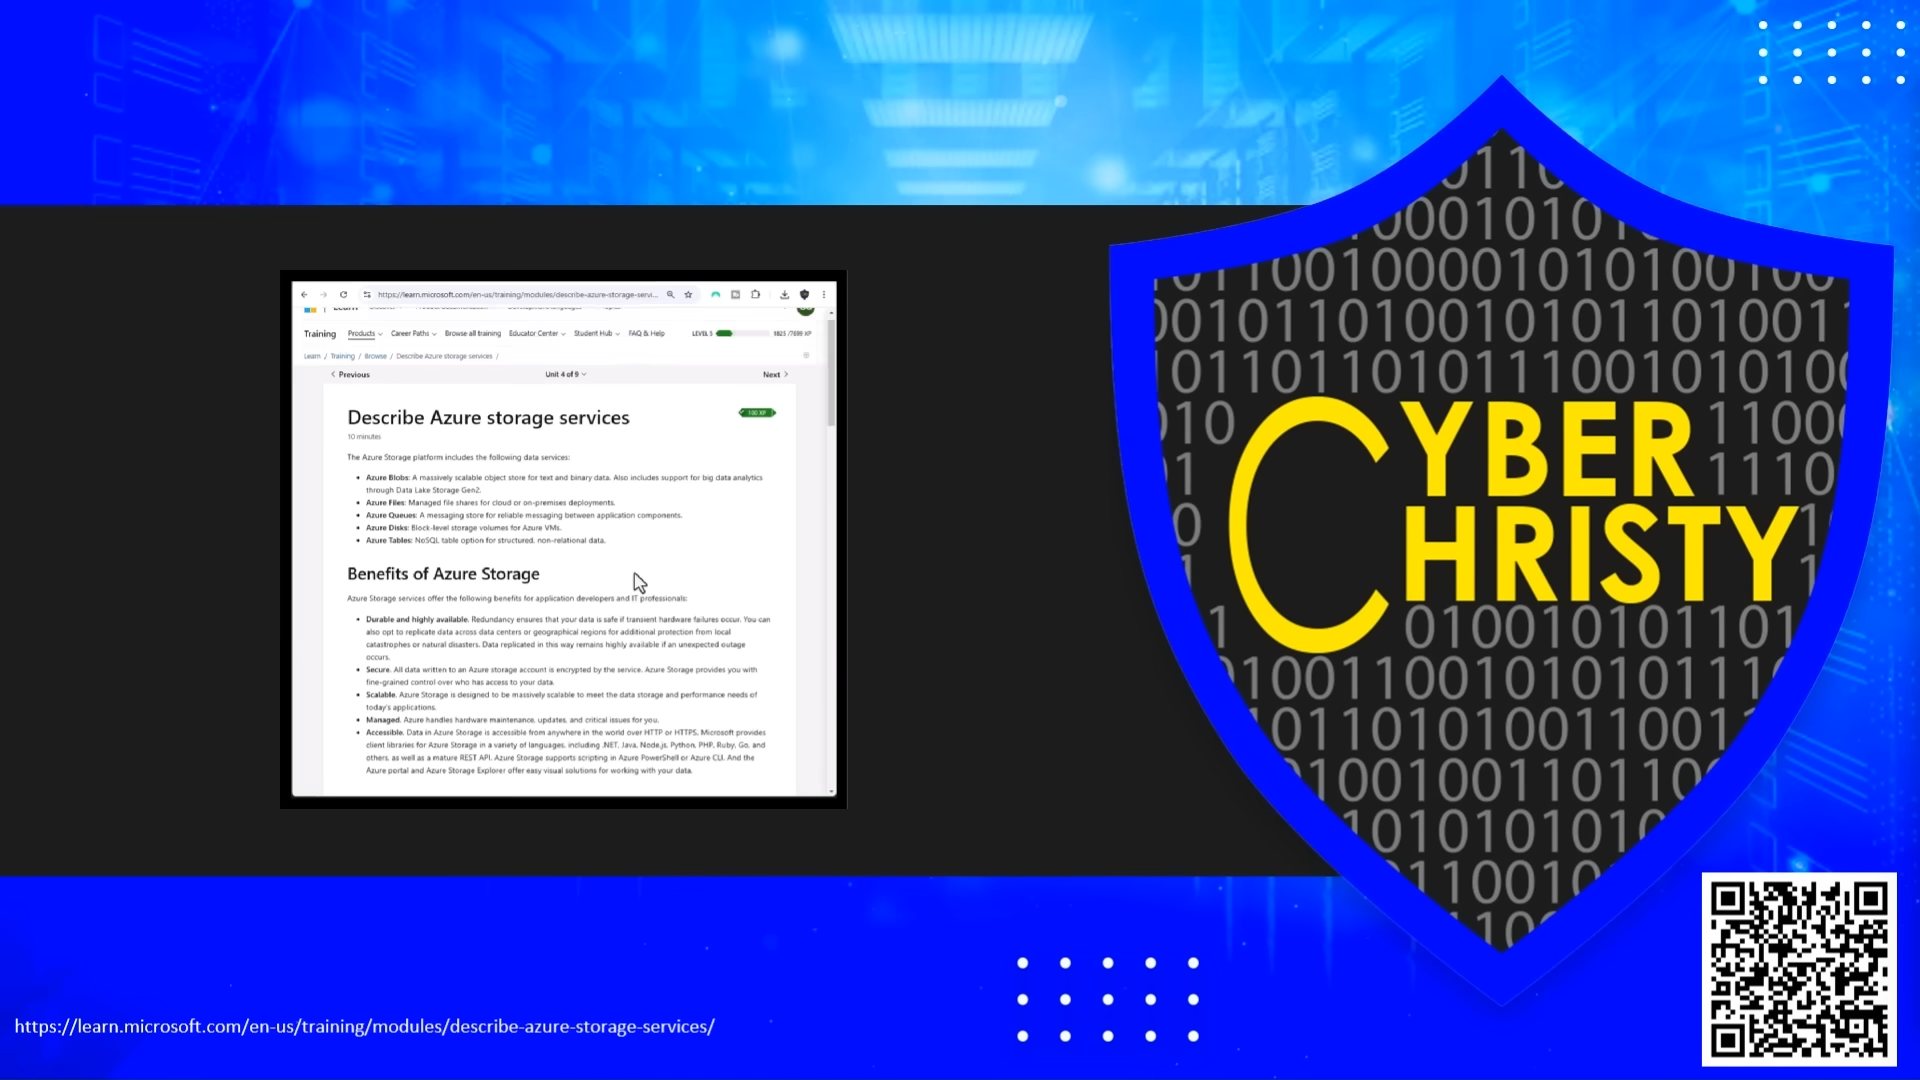 https://learn.microsoft.com/en-us/training/modules/describe-azure-storage-servi...
Training Products Career Paths Browse all training Educator Center Student Hub FAQ & Help LEVEL 5
Learn / Training / Browse / Describe Azure storage services /
Previous Unit 4 of 9 Next
Describe Azure storage services
100 XP
10 minutes
The Azure Storage platform includes the following data services:
• Azure Blobs: A massively scalable object store for text and binary data. Also includes support for big data analytics
through Data Lake Storage Gen2.
• Azure Files: Managed file shares for cloud or on-premises deployments.
• Azure Queues: A messaging store for reliable messaging between application components.
• Azure Disks: Block-level storage volumes for Azure VMs.
• Azure Tables: NoSQL table option for structured, non-relational data.
Benefits of Azure Storage
Azure Storage services offer the following benefits for application developers and IT professionals:
• Durable and highly available. Redundancy ensures that your data is safe if transient hardware failures occur. You can
also opt to replicate data across data centers or geographical regions for additional protection from local
catastrophes or natural disasters. Data replicated in this way remains highly available if an unexpected outage
occurs.
• Secure. All data written to an Azure storage account is encrypted by the service. Azure Storage provides you with
fine-grained control over who has access to your data.
• Scalable. Azure Storage is designed to be massively scalable to meet the data storage and performance needs of
today's applications.
• Managed. Azure handles hardware maintenance, updates, and critical issues for you.
• Accessible. Data in Azure Storage is accessible from anywhere in the world over HTTP or HTTPS. Microsoft provides
client libraries for Azure Storage in a variety of languages, including .NET, Java, Node.js, Python, PHP, Ruby, Go, and
others, as well as a mature REST API. Azure Storage supports scripting in Azure PowerShell or Azure CLI. And the
Azure portal and Azure Storage Explorer offer easy visual solutions for working with your data.
CYBER
CHRISTY
https://learn.microsoft.com/en-us/training/modules/describe-azure-storage-services/